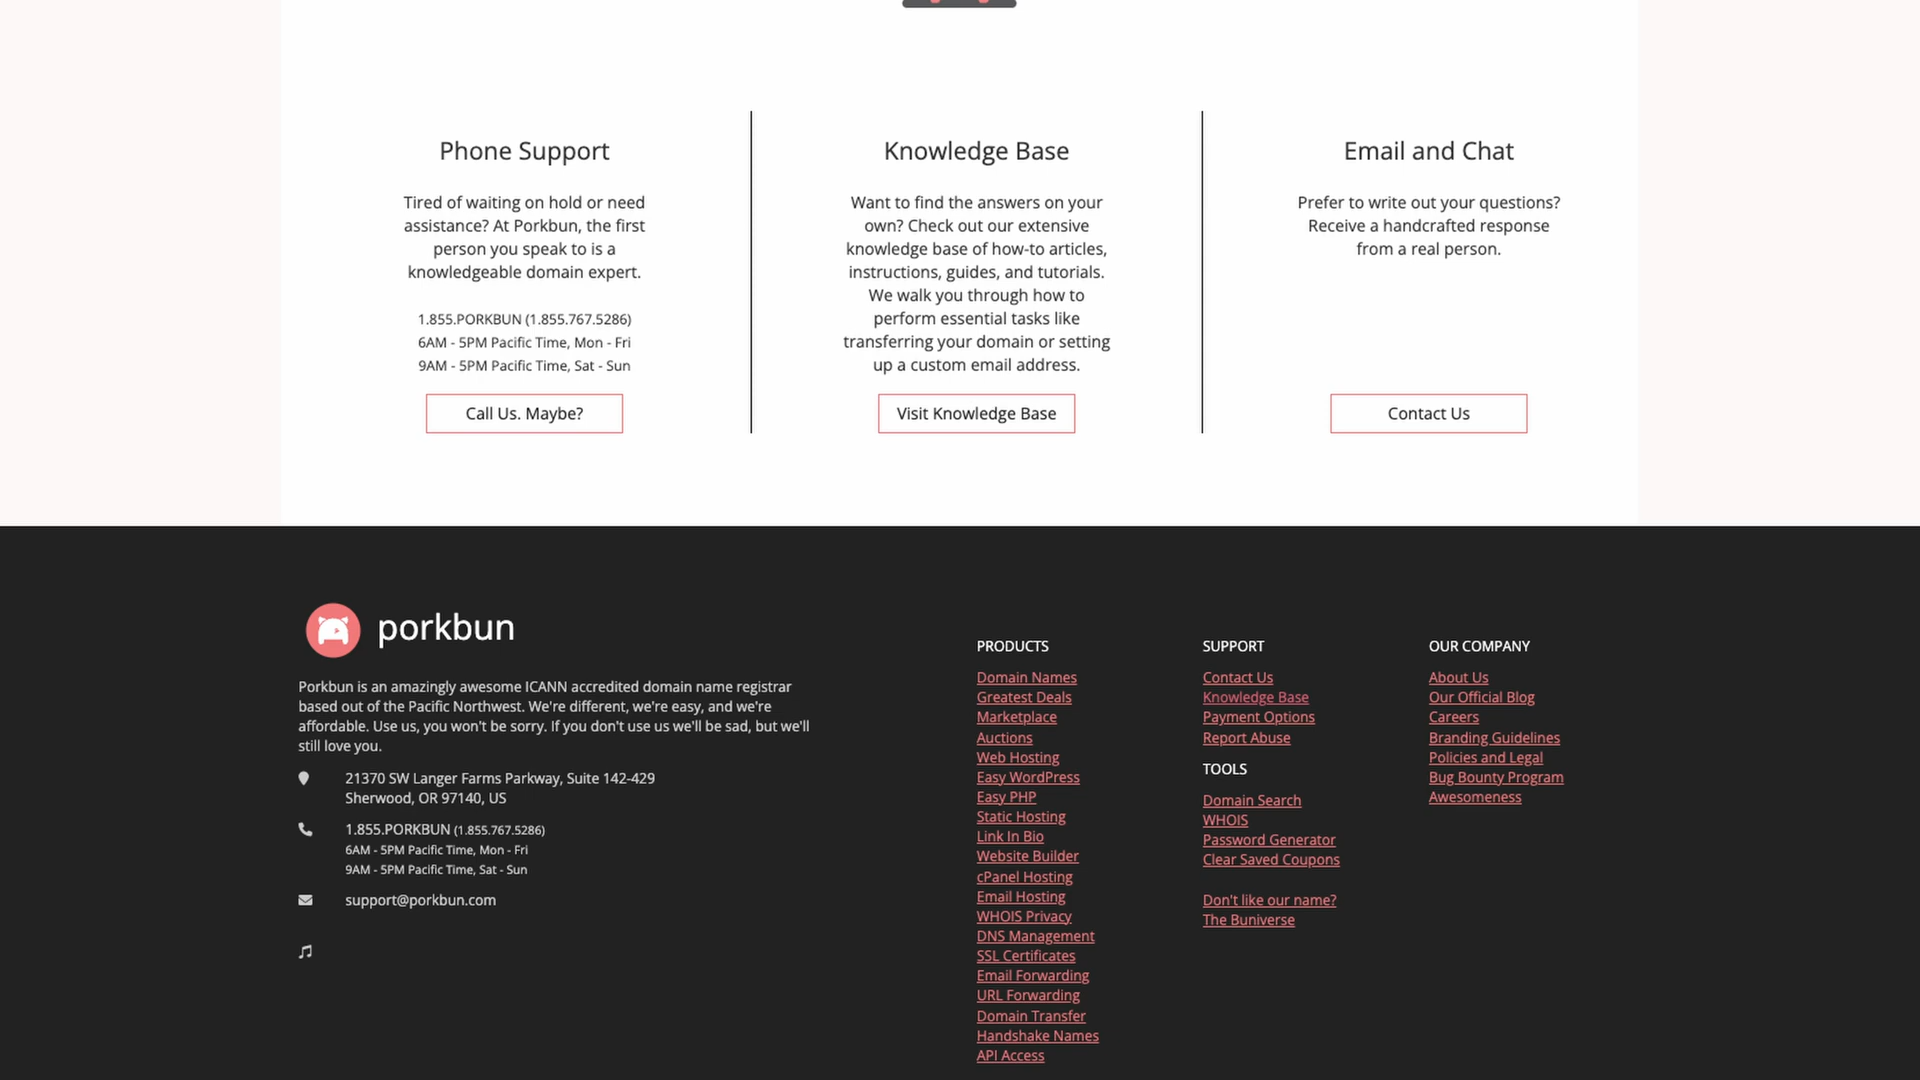 Phone Support
Tired of waiting on hold or need
assistance? At Porkbun, the first
person you speak to is a
knowledgeable domain expert.
1.855.PORKBUN (1.855.767.5286)
6AM - 5PM Pacific Time, Mon - Fri
9AM - 5PM Pacific Time, Sat - Sun
Call Us. Maybe?
Knowledge Base
Want to find the answers on your
own? Check out our extensive
knowledge base of how-to articles,
instructions, guides, and tutorials.
We walk you through how to
perform essential tasks like
transferring your domain or setting
up a custom email address.
Visit Knowledge Base
Email and Chat
Prefer to write out your questions?
Receive a handcrafted response
from a real person.
Contact Us
porkbun
Porkbun is an amazingly awesome ICANN accredited domain name registrar
based out of the Pacific Northwest. We're different, we're easy, and we're
affordable. Use us, you won't be sorry. If you don't use us we'll be sad, but we'll
still love you.
21370 SW Langer Farms Parkway, Suite 142-429
Sherwood, OR 97140, US
1.855.PORKBUN (1.855.767.5286)
6AM - 5PM Pacific Time, Mon - Fri
9AM - 5PM Pacific Time, Sat - Sun
support@porkbun.com
PRODUCTS
Domain Names
Greatest Deals
Marketplace
Auctions
Web Hosting
Easy WordPress
Easy PHP
Static Hosting
Link In Bio
Website Builder
cPanel Hosting
Email Hosting
WHOIS Privacy
DNS Management
SSL Certificates
Email Forwarding
URL Forwarding
Domain Transfer
Handshake Names
API Access
SUPPORT
Contact Us
Knowledge Base
Payment Options
Report Abuse
TOOLS
Domain Search
WHOIS
Password Generator
Clear Saved Coupons
Don't like our name?
The Buniverse
OUR COMPANY
About Us
Our Official Blog
Careers
Branding Guidelines
Policies and Legal
Bug Bounty Program
Awesomeness